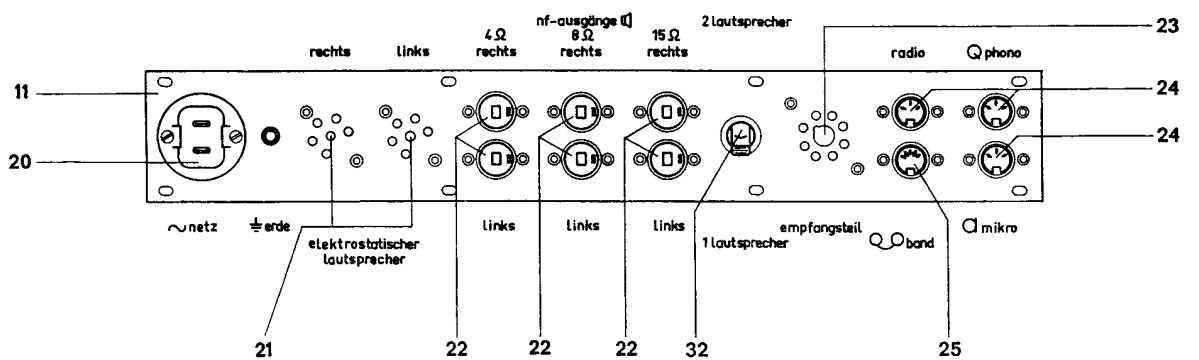 nf-ausgänge
2 lautsprecher
23
rechts
links
4 Ω
rechts
8 Ω
rechts
15 Ω
rechts
radio
phono
11
24
20
24
~ netz
erde
elektrostatischer
lautsprecher
links
links
links
1 lautsprecher
empfangsteil
band
mikro
21
22
22
22
32
25